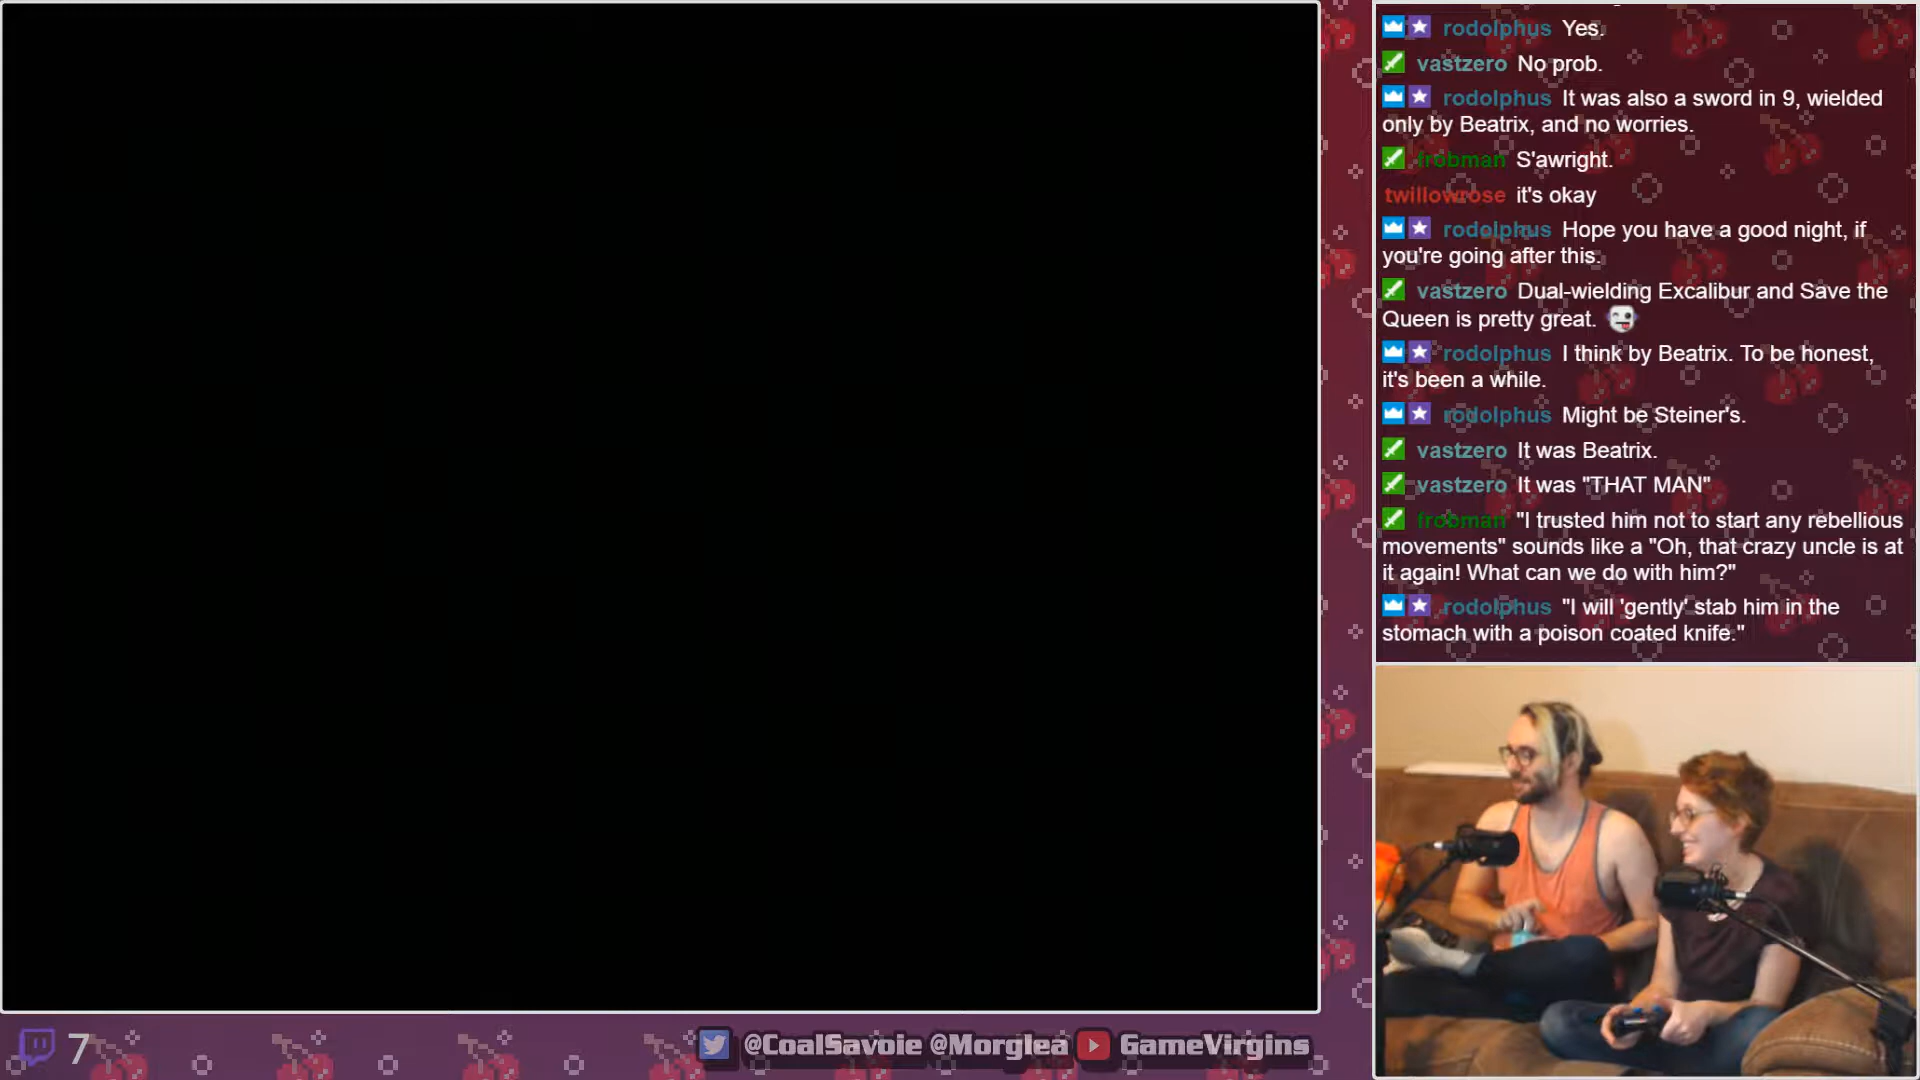 rodolphus Yes.
vastzero No prob.
rodolphus It was also a sword in 9, wielded
only by Beatrix, and no worries.
frobman S'awright.
twillowrose it's okay
rodolphus Hope you have a good night, if
you're going after this.
vastzero Dual-wielding Excalibur and Save the
Queen is pretty great.
rodolphus I think by Beatrix. To be honest,
it's been a while.
rodolphus Might be Steiner's.
vastzero It was Beatrix.
vastzero It was "THAT MAN"
frobman "I trusted him not to start any rebellious
movements" sounds like a "Oh, that crazy uncle is at
it again! What can we do with him?"
rodolphus "I will 'gently' stab him in the
stomach with a poison coated knife."
7
@CoalSavoie @Morglea GameVirgins